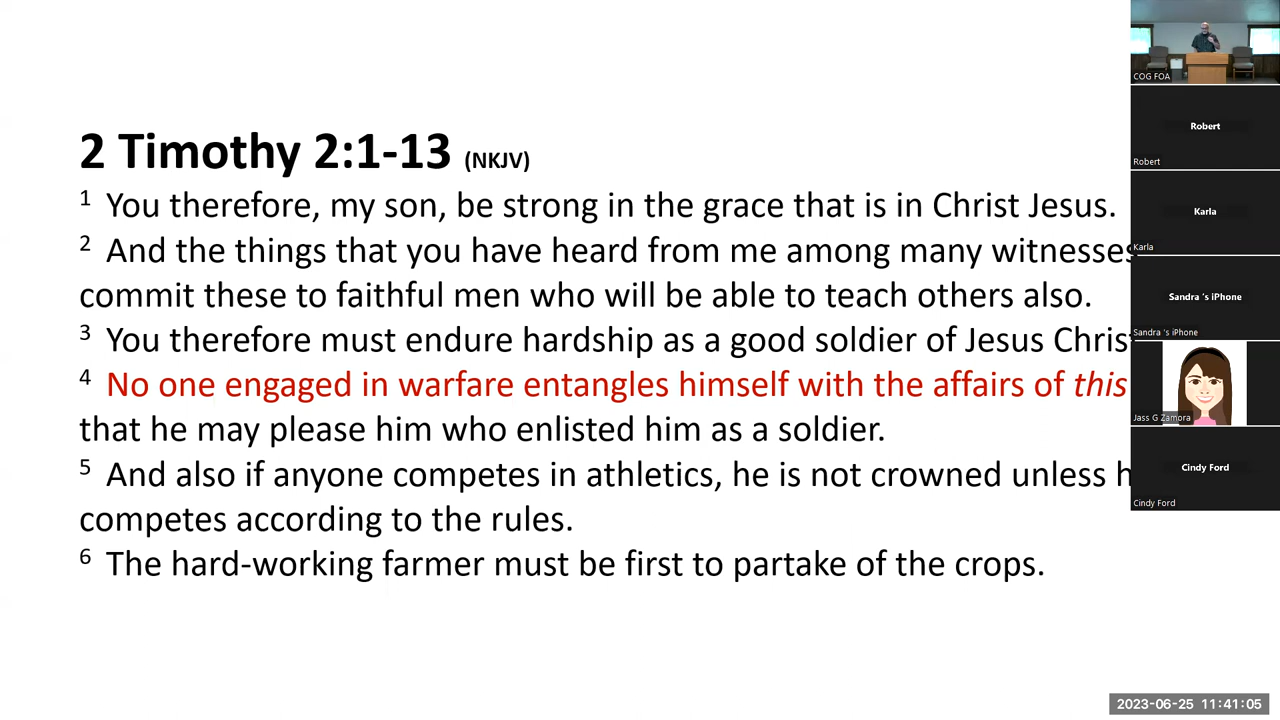 2 Timothy 2:1-13 (NKJV)
1 You therefore, my son, be strong in the grace that is in Christ Jesus.
2 And the things that you have heard from me among many witnesses
commit these to faithful men who will be able to teach others also.
3 You therefore must endure hardship as a good soldier of Jesus Chris
4 No one engaged in warfare entangles himself with the affairs of this
that he may please him who enlisted him as a soldier.
5 And also if anyone competes in athletics, he is not crowned unless h
competes according to the rules.
6 The hard-working farmer must be first to partake of the crops.
COG FOA
Robert
Robert
Karla
Karla
Sandra 's iPhone
Sandra 's iPhone
Jass G Zamora
Cindy Ford
Cindy Ford
2023-06-25 11:41:05